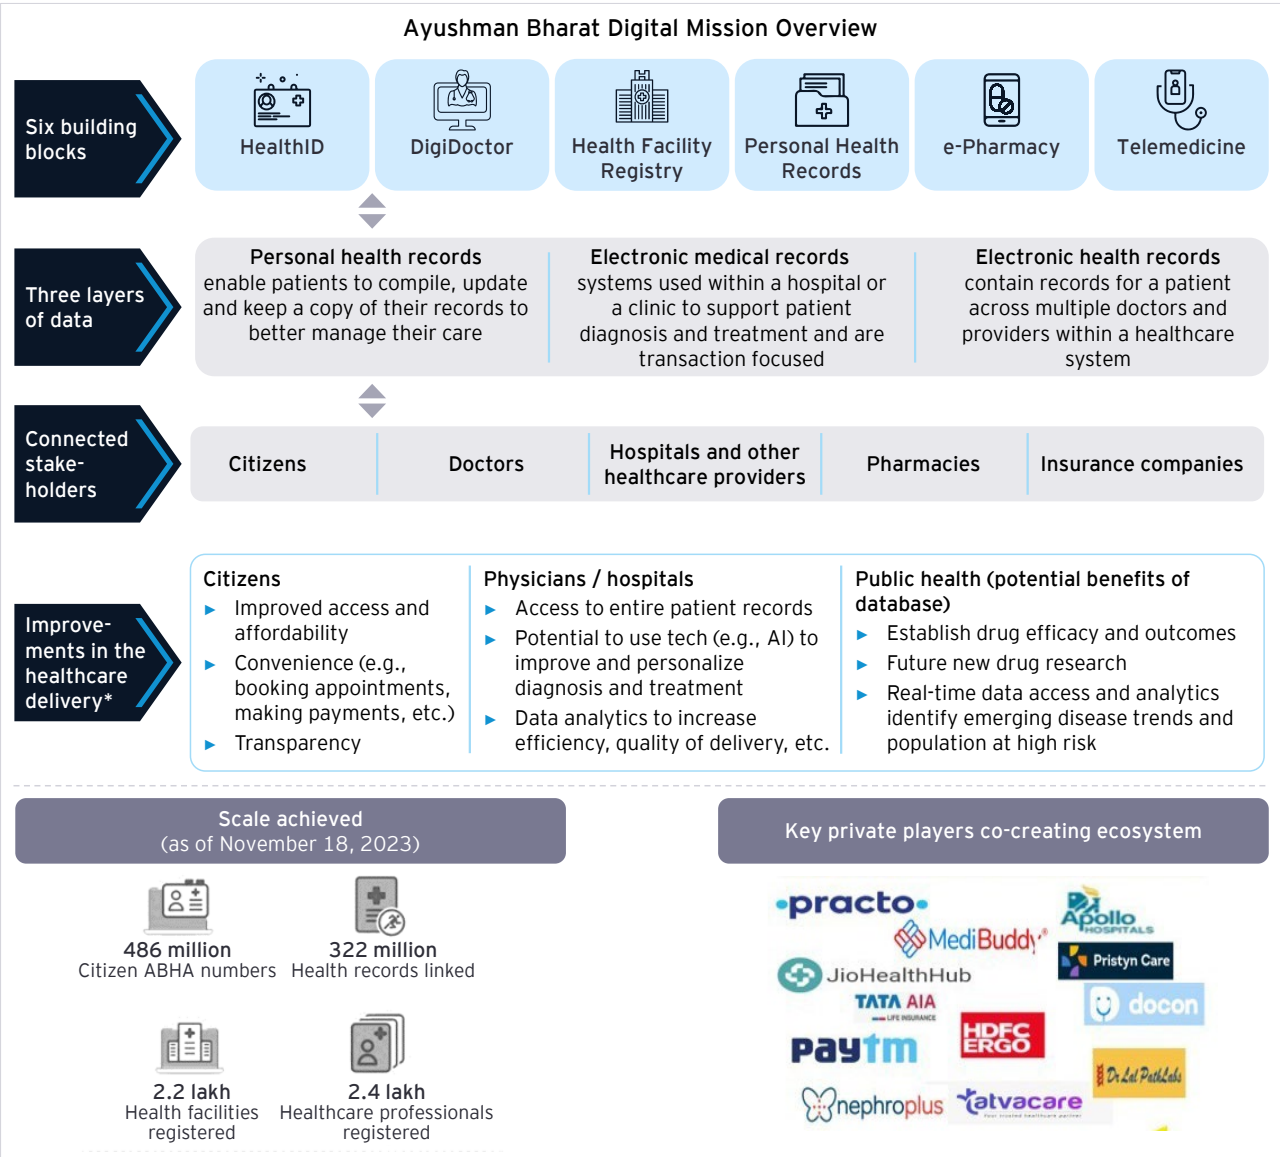 Ayushman Bharat Digital Mission Overview
Six building
blocks
HealthID
DigiDoctor
Health Facility
Registry
Personal Health
Records
e-Pharmacy
Telemedicine
Three layers
of data
Personal health records
enable patients to compile, update
and keep a copy of their records to
better manage their care
Electronic medical records
systems used within a hospital or
a clinic to support patient
diagnosis and treatment and are
transaction focused
Electronic health records
contain records for a patient
across multiple doctors and
providers within a healthcare
system
Connected
stake-
holders
Citizens
Doctors
Hospitals and other
healthcare providers
Pharmacies
Insurance companies
Improve-
ments in the
healthcare
delivery*
Citizens
► Improved access and
affordability
► Convenience (e.g.,
booking appointments,
making payments, etc.)
► Transparency
Physicians / hospitals
► Access to entire patient records
► Potential to use tech (e.g., AI) to
improve and personalize
diagnosis and treatment
► Data analytics to increase
efficiency, quality of delivery, etc.
Public health (potential benefits of
database)
► Establish drug efficacy and outcomes
► Future new drug research
► Real-time data access and analytics
identify emerging disease trends and
population at high risk
Scale achieved
(as of November 18, 2023)
486 million
Citizen ABHA numbers
322 million
Health records linked
2.2 lakh
Health facilities
registered
2.4 lakh
Healthcare professionals
registered
Key private players co-creating ecosystem
practo
MediBuddy
Apollo
HOSPITALS
Pristyn Care
JioHealthHub
TATA AIA
LIFE INSURANCE
docon
HDFC
ERGO
paytm
Dr Lal PathLabs
nephroplus
tatvacare
Your trusted healthcare partner